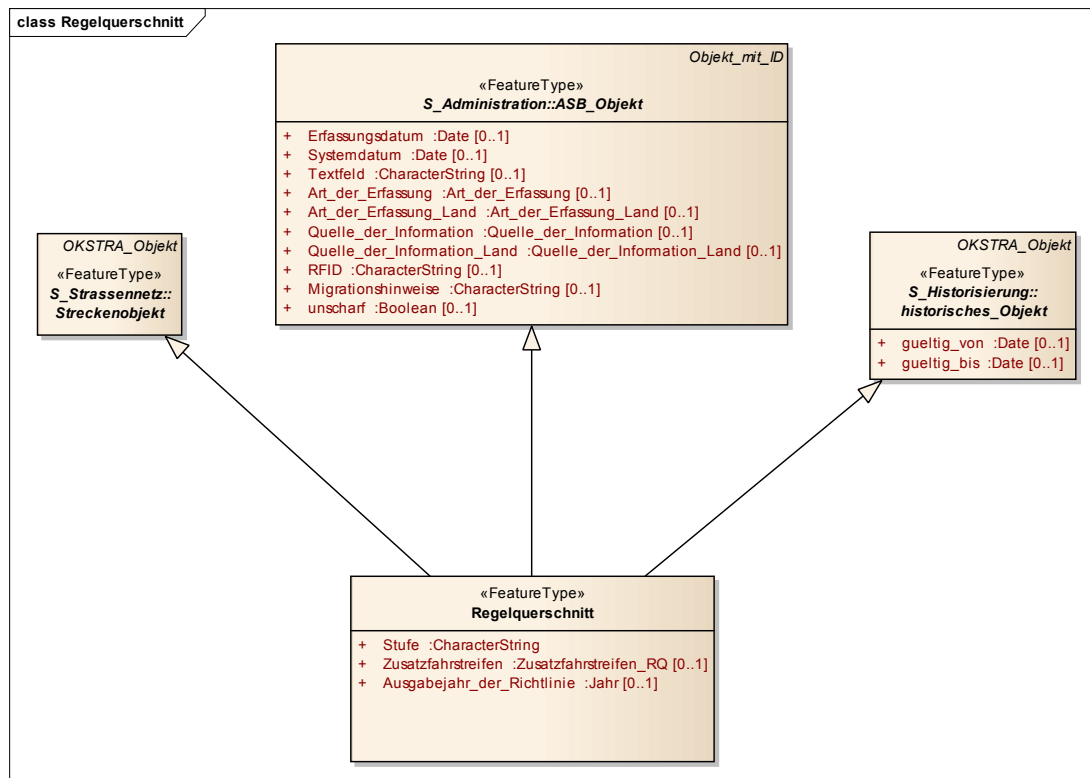 class Regelquerschnitt
Objekt_mit_ID
«FeatureType»
S_Administration::ASB_Objekt
+ Erfassungsdatum :Date [0..1]
+ Systemdatum :Date [0..1]
+ Textfeld :CharacterString [0..1]
+ Art_der_Erfassung :Art_der_Erfassung [0..1]
+ Art_der_Erfassung_Land :Art_der_Erfassung_Land [0..1]
+ Quelle_der_Information :Quelle_der_Information [0..1]
+ Quelle_der_Information_Land :Quelle_der_Information_Land [0..1]
+ RFID :CharacterString [0..1]
+ Migrationshinweise :CharacterString [0..1]
+ unscharf :Boolean [0..1]
OKSTRA_Objekt
«FeatureType»
S_Strassennetz::
Streckenobjekt
OKSTRA_Objekt
«FeatureType»
S_Historisierung::
historisches_Objekt
+ gueltig_von :Date [0..1]
+ gueltig_bis :Date [0..1]
«FeatureType»
Regelquerschnitt
+ Stufe :CharacterString
+ Zusatzfahrstreifen :Zusatzfahrstreifen_RQ [0..1]
+ Ausgabejahr_der_Richtlinie :Jahr [0..1]